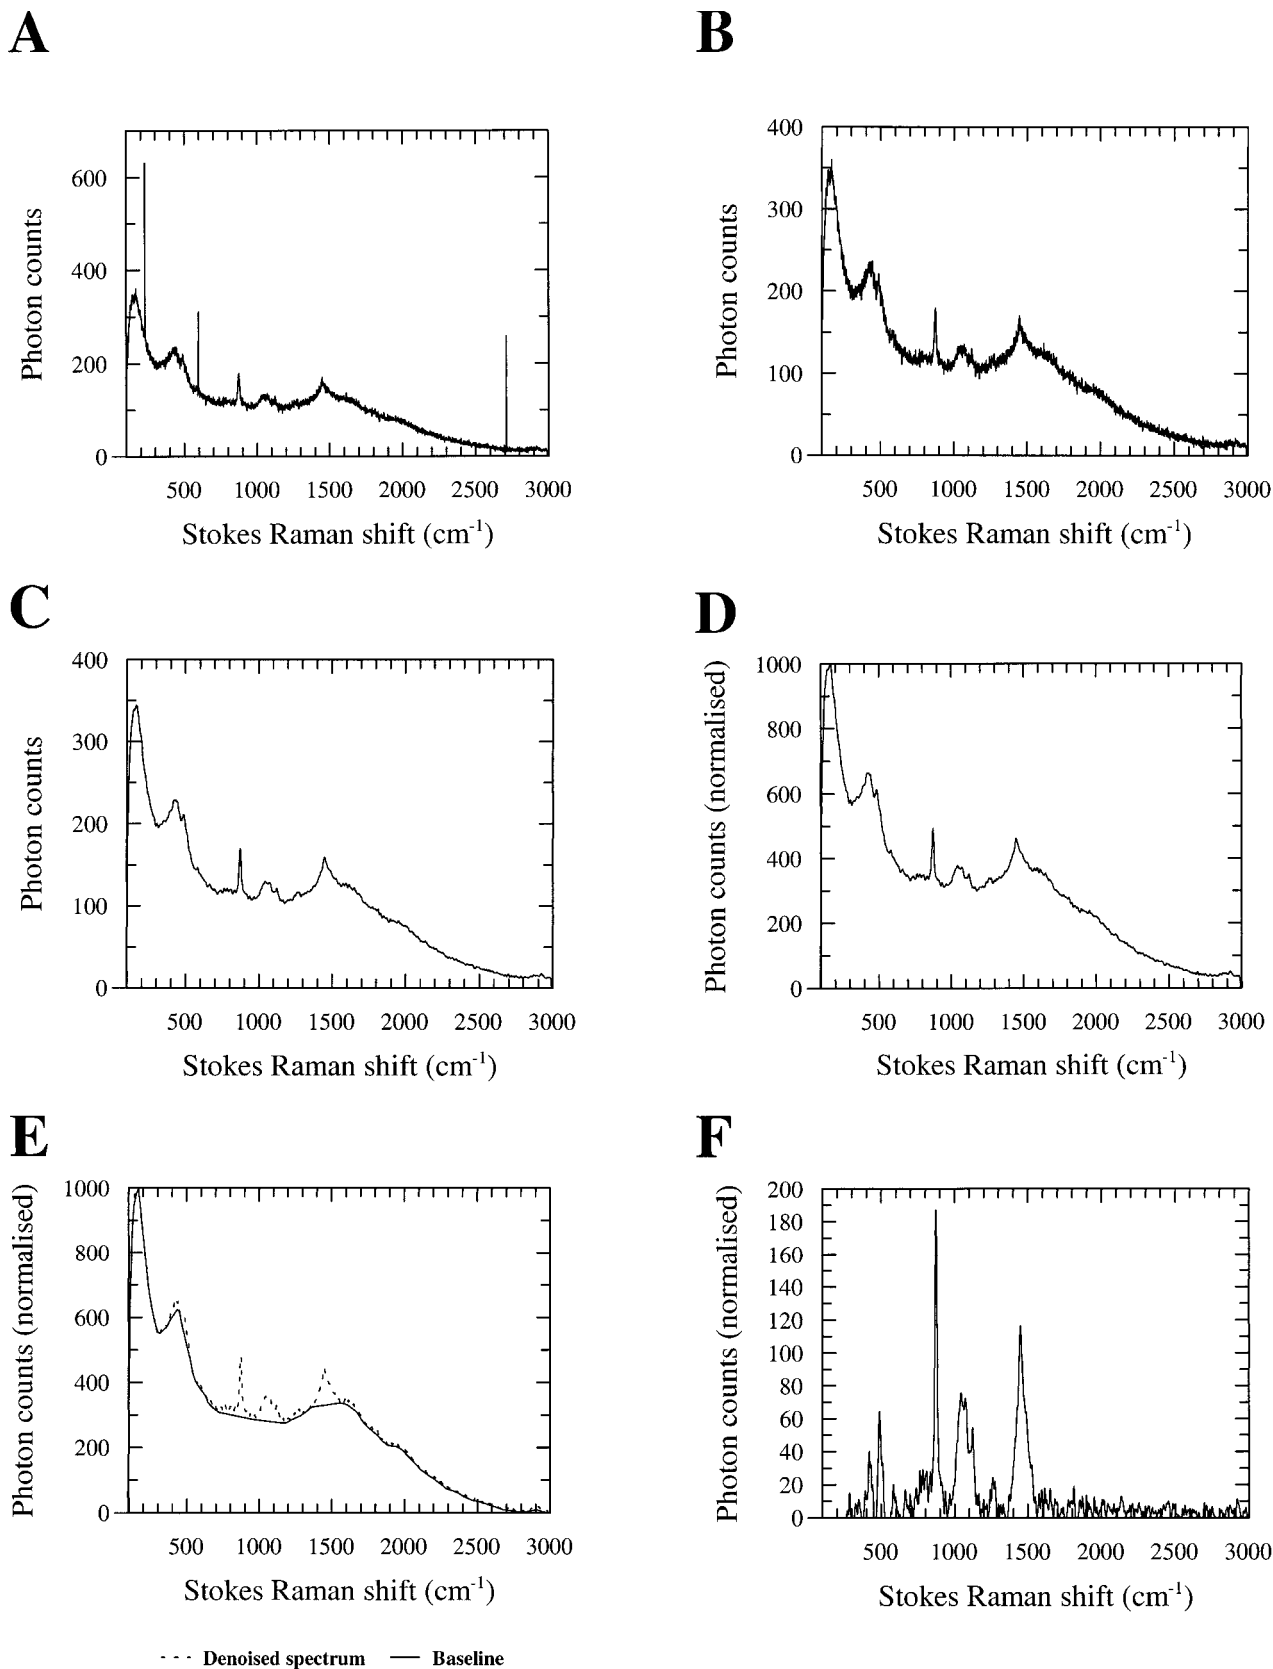 A
Photon counts
600
400
200
0
500 1000 1500 2000 2500 3000
Stokes Raman shift (cm-1)
B
Photon counts
400
300
200
100
0
500 1000 1500 2000 2500 3000
Stokes Raman shift (cm-1)
C
Photon counts
400
300
200
100
0
500 1000 1500 2000 2500 3000
Stokes Raman shift (cm-1)
D
Photon counts (normalised)
1000
800
600
400
200
0
500 1000 1500 2000 2500 3000
Stokes Raman shift (cm-1)
E
Photon counts (normalised)
1000
800
600
400
200
0
500 1000 1500 2000 2500 3000
Stokes Raman shift (cm-1)
Denoised spectrum Baseline
F
Photon counts (normalised)
200
180
160
140
120
100
80
60
40
20
0
500 1000 1500 2000 2500 3000
Stokes Raman shift (cm-1)